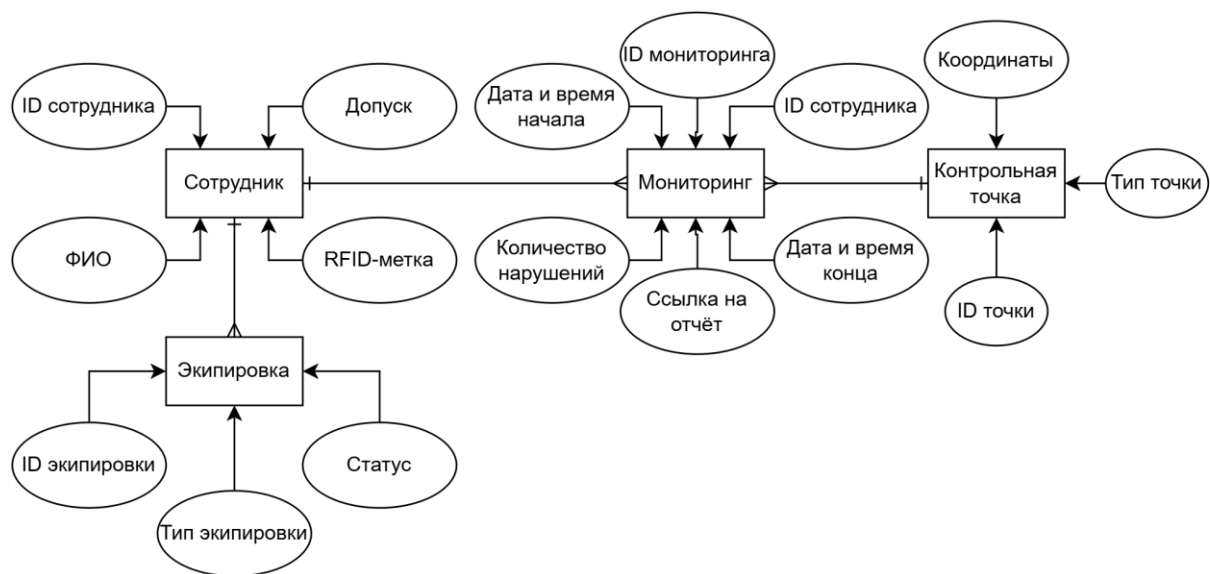 ID мониторинга
Координаты
ID сотрудника
Допуск
Дата и время
начала
ID сотрудника
Сотрудник
Мониторинг
Контрольная
точка
Тип точки
ФИО
RFID-метка
Количество
нарушений
Ссылка на
отчёт
Дата и время
конца
ID точки
Экипировка
ID экипировки
Статус
Тип экипировки